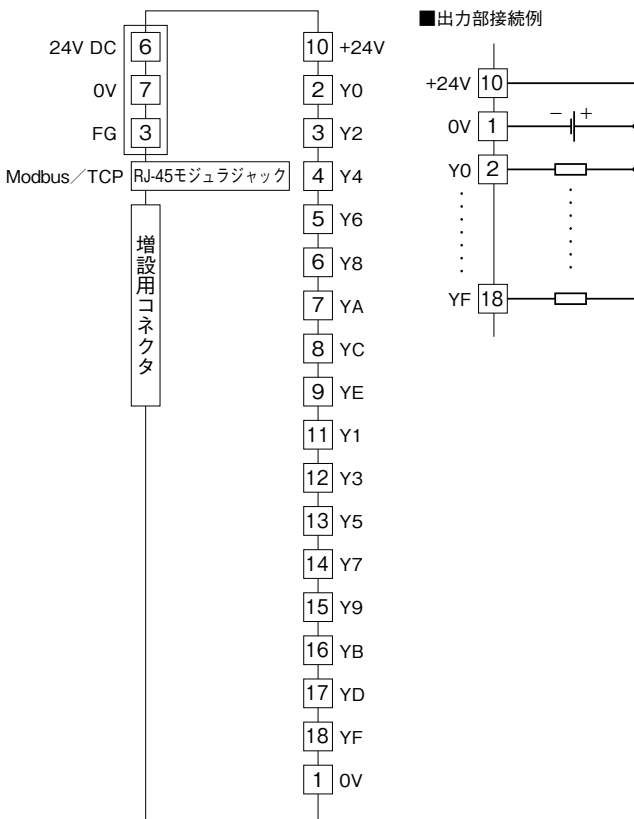 24V DC 6
0V 7
FG 3
Modbus／TCP RJ-45モジュラジャック
増設用コネクタ
10 +24V
2 Y0
3 Y2
4 Y4
5 Y6
6 Y8
7 YA
8 YC
9 YE
11 Y1
12 Y3
13 Y5
14 Y7
15 Y9
16 YB
17 YD
18 YF
1 0V
■出力部接続例
+24V 10
0V 1 − +
Y0 2
YF 18